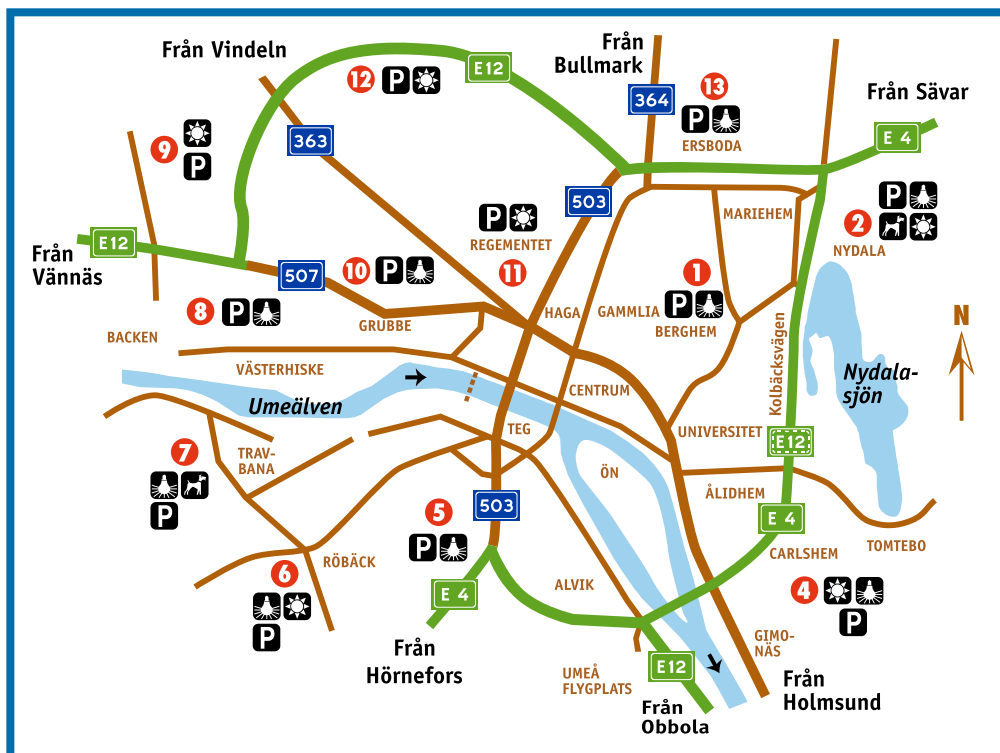 Från Vindeln
Från
Bullmark
Från Sävar
12
P
E12
13
364
P
ERSBODA
E 4
9
P
363
503
P
REGEMENTET
MARIEHEM
P
2
NYDALA
E12
Från
Vännäs
507
10
P
11
1
8
P
GRUBBE
HAGA
GAMMLIA
P
BERGHEM
BACKEN
VÄSTERHISKE
Kolbäcksvägen
N
Umeälven
CENTRUM
Nydala-
sjön
TEG
UNIVERSITET
E12
7
TRAV-
BANA
P
ÖN
ÅLIDHEM
503
5
P
E 4
TOMTEBO
CARLSHEM
RÖBÄCK
6
P
E 4
ALVIK
4
P
GIMO-
NÄS
Från
Hörnefors
E12
UMEÅ
FLYGPLATS
Från
Holmsund
Från
Obbola